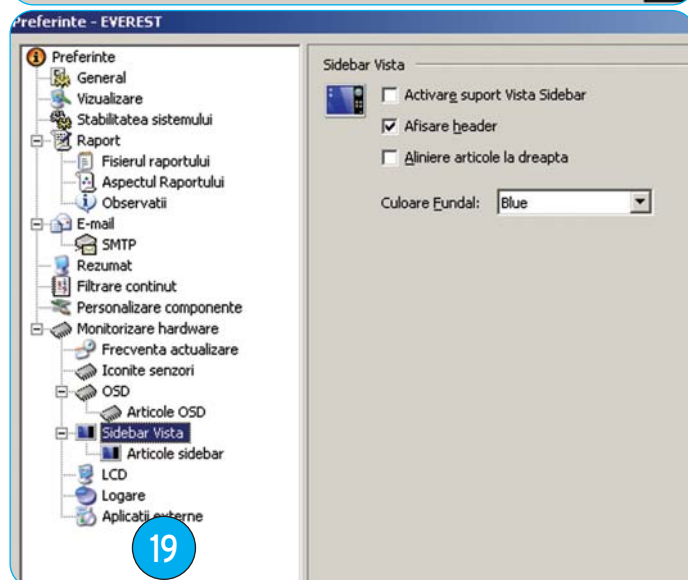 Preferinte - EVEREST
Preferinte
General
Vizualizare
Stabilitatea sistemului
Raport
Fisierul raportului
Aspectul Raportului
Observatii
E-mail
SMTP
Rezumat
Filtrare continut
Personalizare componente
Monitorizare hardware
Frecventa actualizare
Iconite senzori
OSD
Articole OSD
Sidebar Vista
Articole sidebar
LCD
Logare
Aplicatii externe
19
Sidebar Vista
Activare suport Vista Sidebar
Afisare header
Aliniere articole la dreapta
Culoare Fundal: Blue